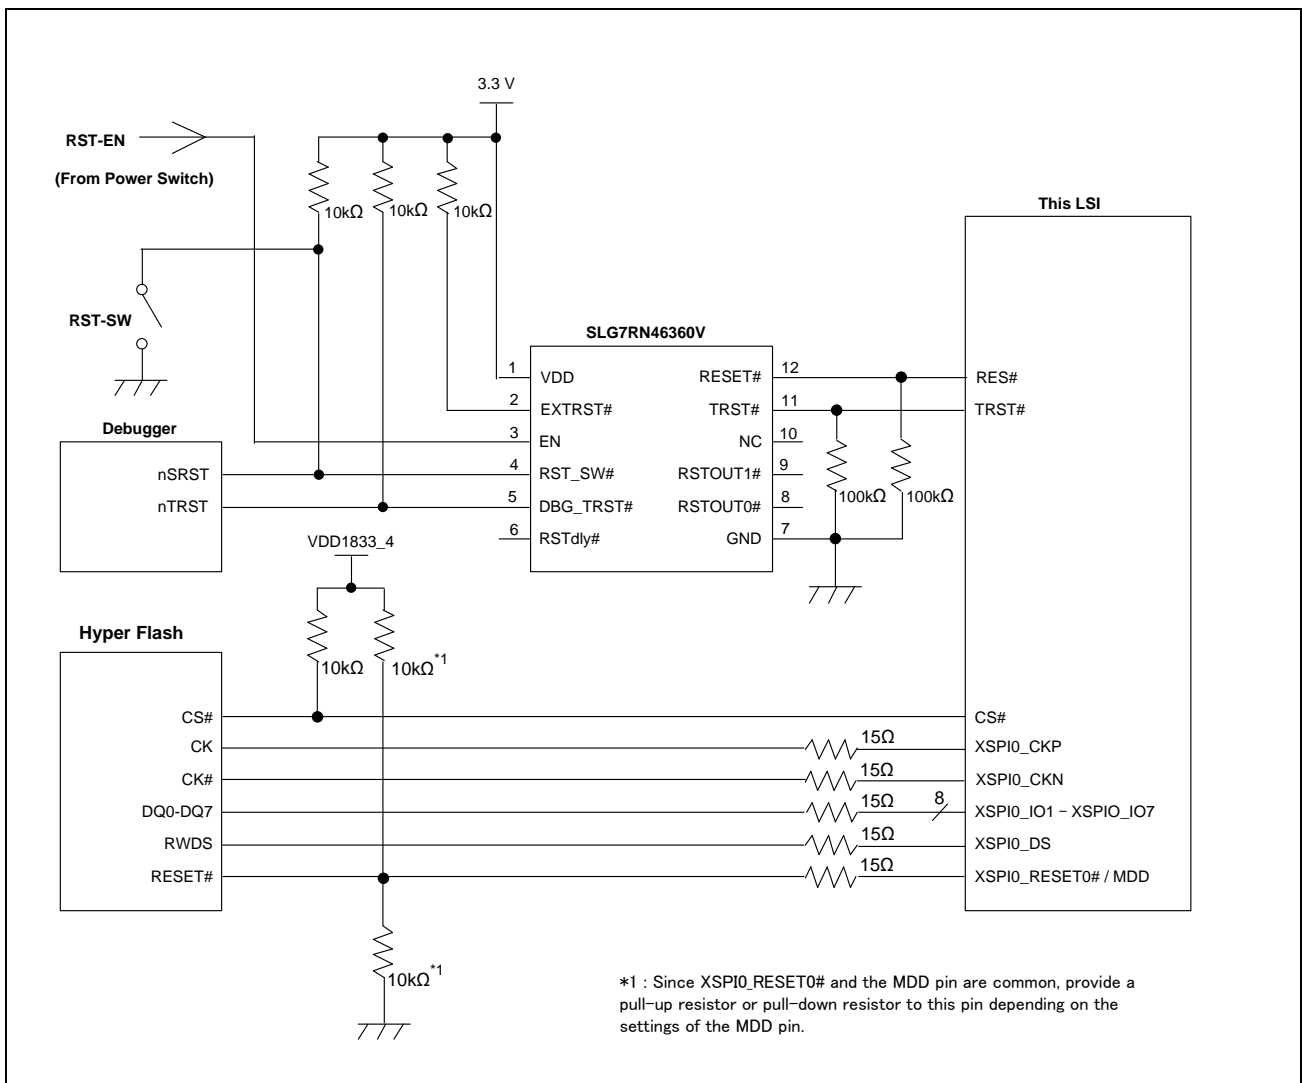 3.3 V
RST-EN
(From Power Switch)
10kΩ
10kΩ
10kΩ
This LSI
RST-SW
SLG7RN46360V
1
VDD
RESET#
12
RES#
2
EXTRST#
TRST#
11
TRST#
3
EN
NC
10
4
RST_SW#
RSTOUT1#
9
5
DBG_TRST#
RSTOUT0#
8
6
RSTdly#
GND
7
100kΩ
100kΩ
Debugger
nSRST
nTRST
VDD1833_4
10kΩ
10kΩ*1
Hyper Flash
CS#
CS#
CK
15Ω
XSPI0_CKP
CK#
15Ω
XSPI0_CKN
DQ0-DQ7
15Ω
8
XSPI0_IO1 - XSPIO_IO7
RWDS
15Ω
XSPI0_DS
RESET#
15Ω
XSPI0_RESET0# / MDD
10kΩ*1
*1 : Since XSPI0_RESET0# and the MDD pin are common, provide a
pull-up resistor or pull-down resistor to this pin depending on the
settings of the MDD pin.